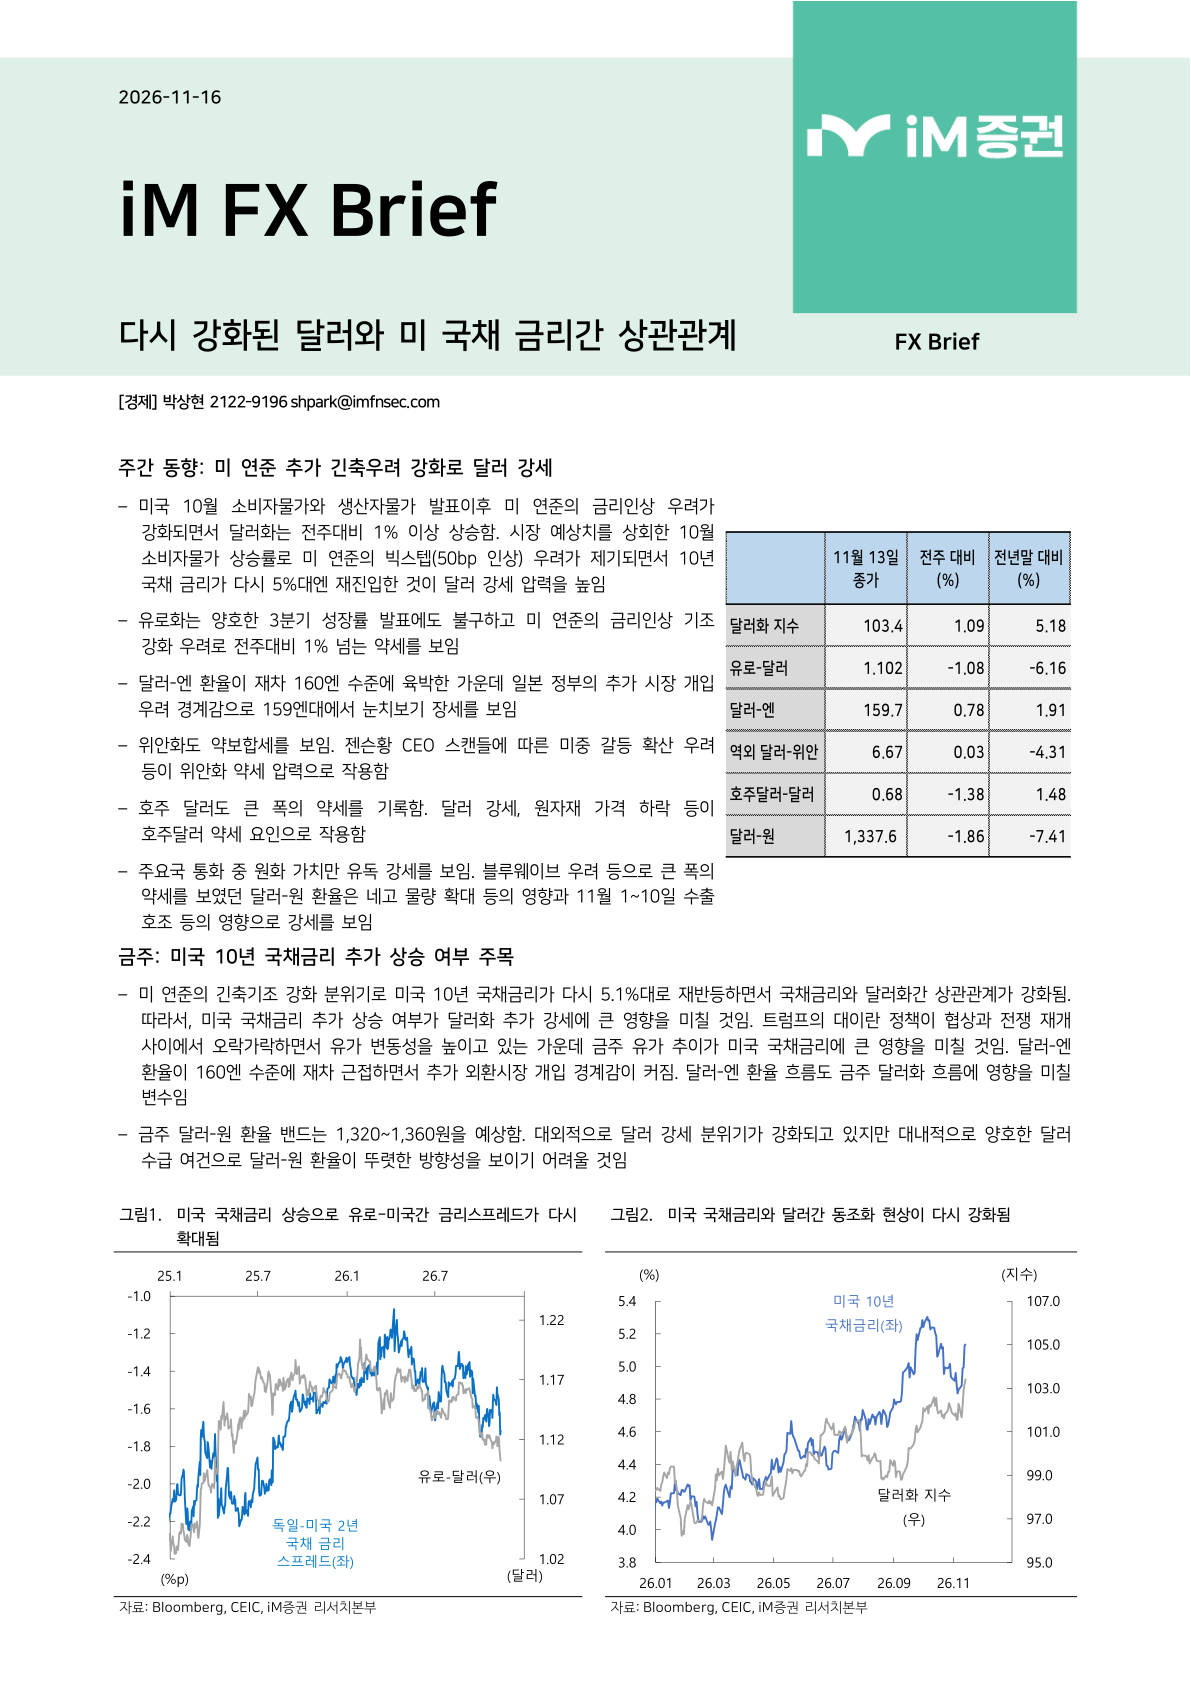 2026-11-16
iM증권
iM FX Brief
다시 강화된 달러와 미 국채 금리간 상관관계
FX Brief
[경제] 박상현 2122-9196 shpark@imfnsec.com
주간 동향: 미 연준 추가 긴축우려 강화로 달러 강세
– 미국 10월 소비자물가와 생산자물가 발표이후 미 연준의 금리인상 우려가
강화되면서 달러화는 전주대비 1% 이상 상승함. 시장 예상치를 상회한 10월
소비자물가 상승률로 미 연준의 빅스텝(50bp 인상) 우려가 제기되면서 10년
국채 금리가 다시 5%대엔 재진입한 것이 달러 강세 압력을 높임
– 유로화는 양호한 3분기 성장률 발표에도 불구하고 미 연준의 금리인상 기조
강화 우려로 전주대비 1% 넘는 약세를 보임
– 달러-엔 환율이 재차 160엔 수준에 육박한 가운데 일본 정부의 추가 시장 개입
우려 경계감으로 159엔대에서 눈치보기 장세를 보임
– 위안화도 약보합세를 보임. 젠슨황 CEO 스캔들에 따른 미중 갈등 확산 우려
등이 위안화 약세 압력으로 작용함
– 호주 달러도 큰 폭의 약세를 기록함. 달러 강세, 원자재 가격 하락 등이
호주달러 약세 요인으로 작용함
– 주요국 통화 중 원화 가치만 유독 강세를 보임. 블루웨이브 우려 등으로 큰 폭의
약세를 보였던 달러-원 환율은 네고 물량 확대 등의 영향과 11월 1~10일 수출
호조 등의 영향으로 강세를 보임
11월 13일 종가 전주 대비 (%) 전년말 대비 (%)
달러화 지수 103.4 1.09 5.18
유로-달러 1.102 -1.08 -6.16
달러-엔 159.7 0.78 1.91
역외 달러-위안 6.67 0.03 -4.31
호주달러-달러 0.68 -1.38 1.48
달러-원 1,337.6 -1.86 -7.41
금주: 미국 10년 국채금리 추가 상승 여부 주목
– 미 연준의 긴축기조 강화 분위기로 미국 10년 국채금리가 다시 5.1%대로 재반등하면서 국채금리와 달러화간 상관관계가 강화됨.
따라서, 미국 국채금리 추가 상승 여부가 달러화 추가 강세에 큰 영향을 미칠 것임. 트럼프의 대이란 정책이 협상과 전쟁 재개
사이에서 오락가락하면서 유가 변동성을 높이고 있는 가운데 금주 유가 추이가 미국 국채금리에 큰 영향을 미칠 것임. 달러-엔
환율이 160엔 수준에 재차 근접하면서 추가 외환시장 개입 경계감이 커짐. 달러-엔 환율 흐름도 금주 달러화 흐름에 영향을 미칠
변수임
– 금주 달러-원 환율 밴드는 1,320~1,360원을 예상함. 대외적으로 달러 강세 분위기가 강화되고 있지만 대내적으로 양호한 달러
수급 여건으로 달러-원 환율이 뚜렷한 방향성을 보이기 어려울 것임
그림1. 미국 국채금리 상승으로 유로-미국간 금리스프레드가 다시
확대됨
25.1 25.7 26.1 26.7
-1.0
-1.2
-1.4
-1.6
-1.8
-2.0
-2.2
-2.4
1.22
1.17
1.12
1.07
1.02
유로-달러(우)
독일-미국 2년
국채 금리
스프레드(좌)
(%p)
(달러)
자료: Bloomberg, CEIC, iM증권 리서치본부
그림2. 미국 국채금리와 달러간 동조화 현상이 다시 강화됨
(%)
(지수)
5.4
5.2
5.0
4.8
4.6
4.4
4.2
4.0
3.8
107.0
105.0
103.0
101.0
99.0
97.0
95.0
미국 10년
국채금리(좌)
달러화 지수
(우)
26.01 26.03 26.05 26.07 26.09 26.11
자료: Bloomberg, CEIC, iM증권 리서치본부